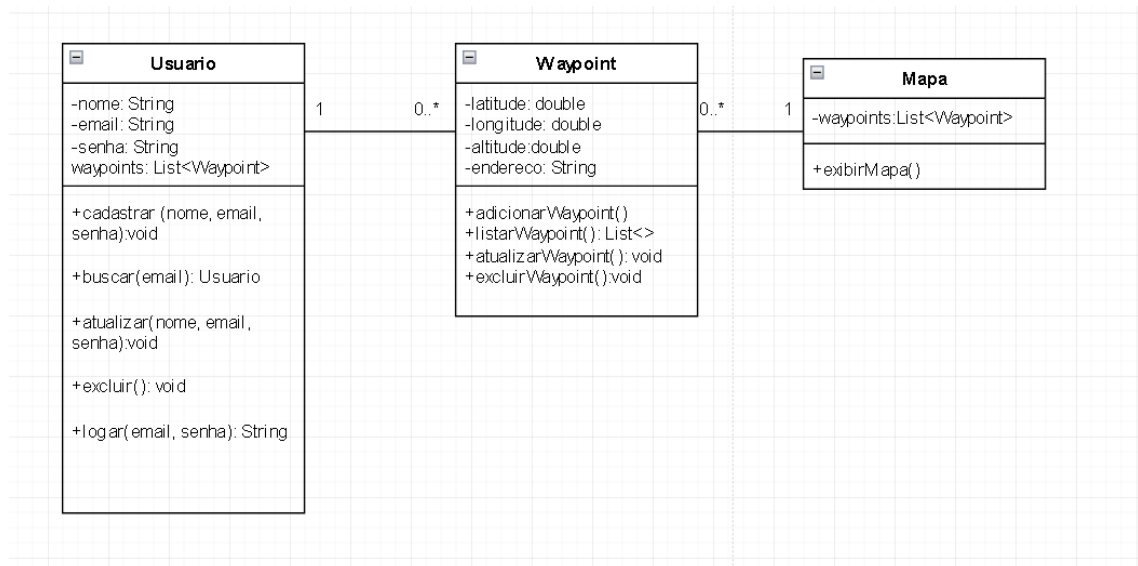 Usuario
-nome: String
-email: String
-senha: String
waypoints: List<Waypoint>
+cadastrar (nome, email,
senha):void
+buscar(email): Usuario
+atualizar(nome, email,
senha):void
+excluir(): void
+logar(email, senha): String
1
0..*
Waypoint
-latitude: double
-longitude: double
-altitude:double
-endereco: String
+adicionarWaypoint()
+listarWaypoint(): List<>
+atualizarWaypoint(): void
+excluirWaypoint():void
0..*
1
Mapa
-waypoints:List<Waypoint>
+exibirMapa()